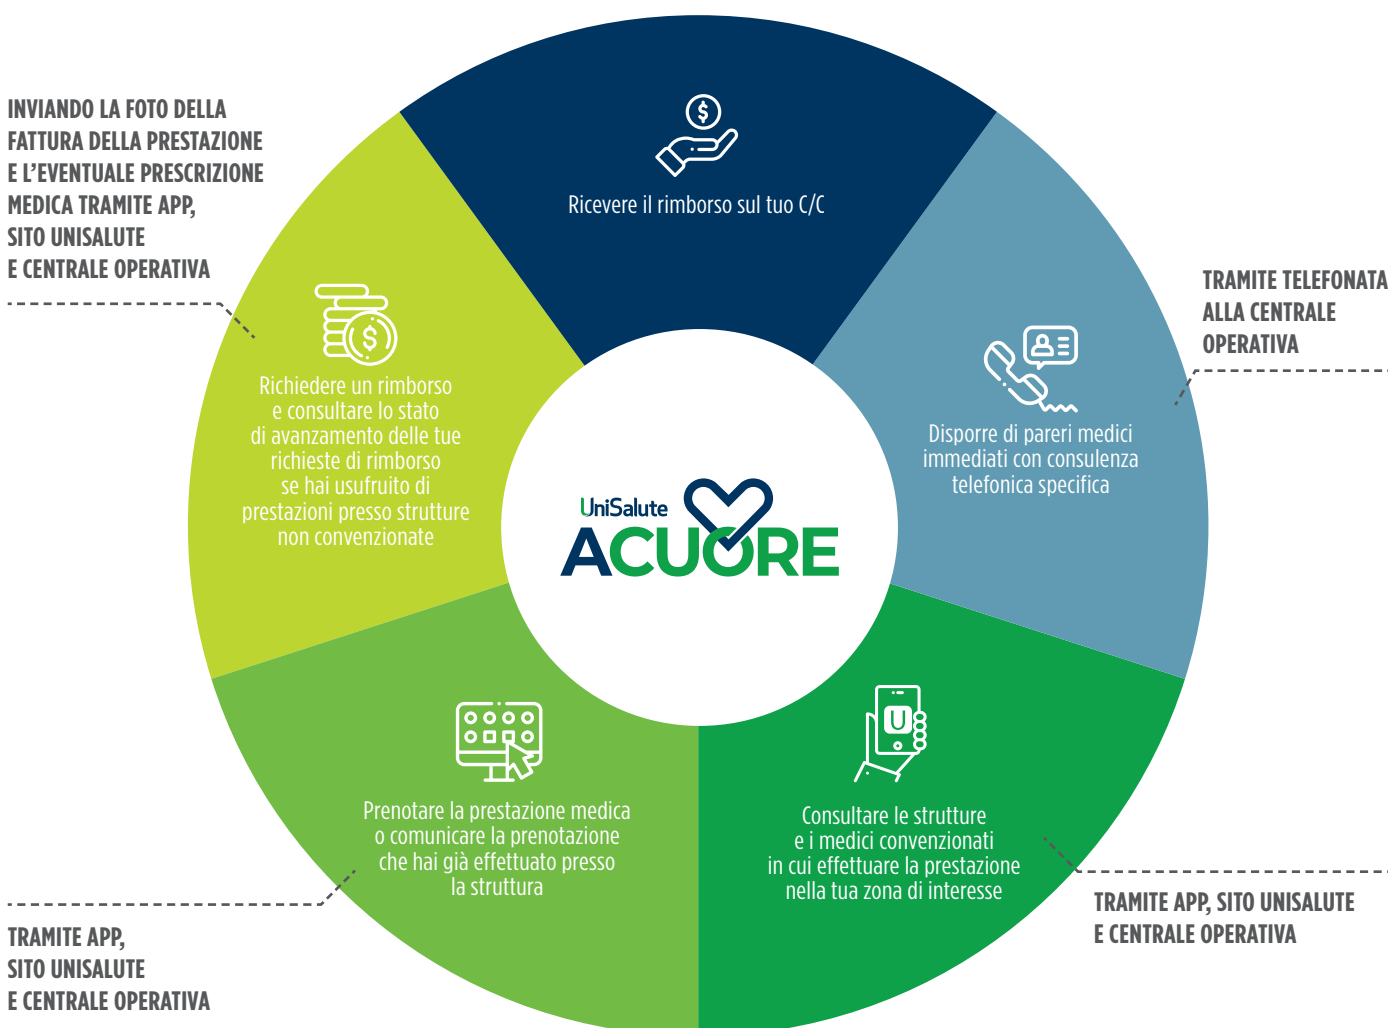 INVIANDO LA FOTO DELLA
FATTURA DELLA PRESTAZIONE
E L'EVENTUALE PRESCRIZIONE
MEDICA TRAMITE APP,
SITO UNISALUTE
E CENTRALE OPERATIVA
$
Ricevere il rimborso sul tuo C/C
TRAMITE TELEFONATA
ALLA CENTRALE
OPERATIVA
$
Richiedere un rimborso
e consultare lo stato
di avanzamento delle tue
richieste di rimborso
se hai usufruito di
prestazioni presso strutture
non convenzionate
Disporre di pareri medici
immediati con consulenza
telefonica specifica
UniSalute
ACUORE
Prenotare la prestazione medica
o comunicare la prenotazione
che hai già effettuato presso
la struttura
U
Consultare le strutture
e i medici convenzionati
in cui effettuare la prestazione
nella tua zona di interesse
TRAMITE APP,
SITO UNISALUTE
E CENTRALE OPERATIVA
TRAMITE APP, SITO UNISALUTE
E CENTRALE OPERATIVA